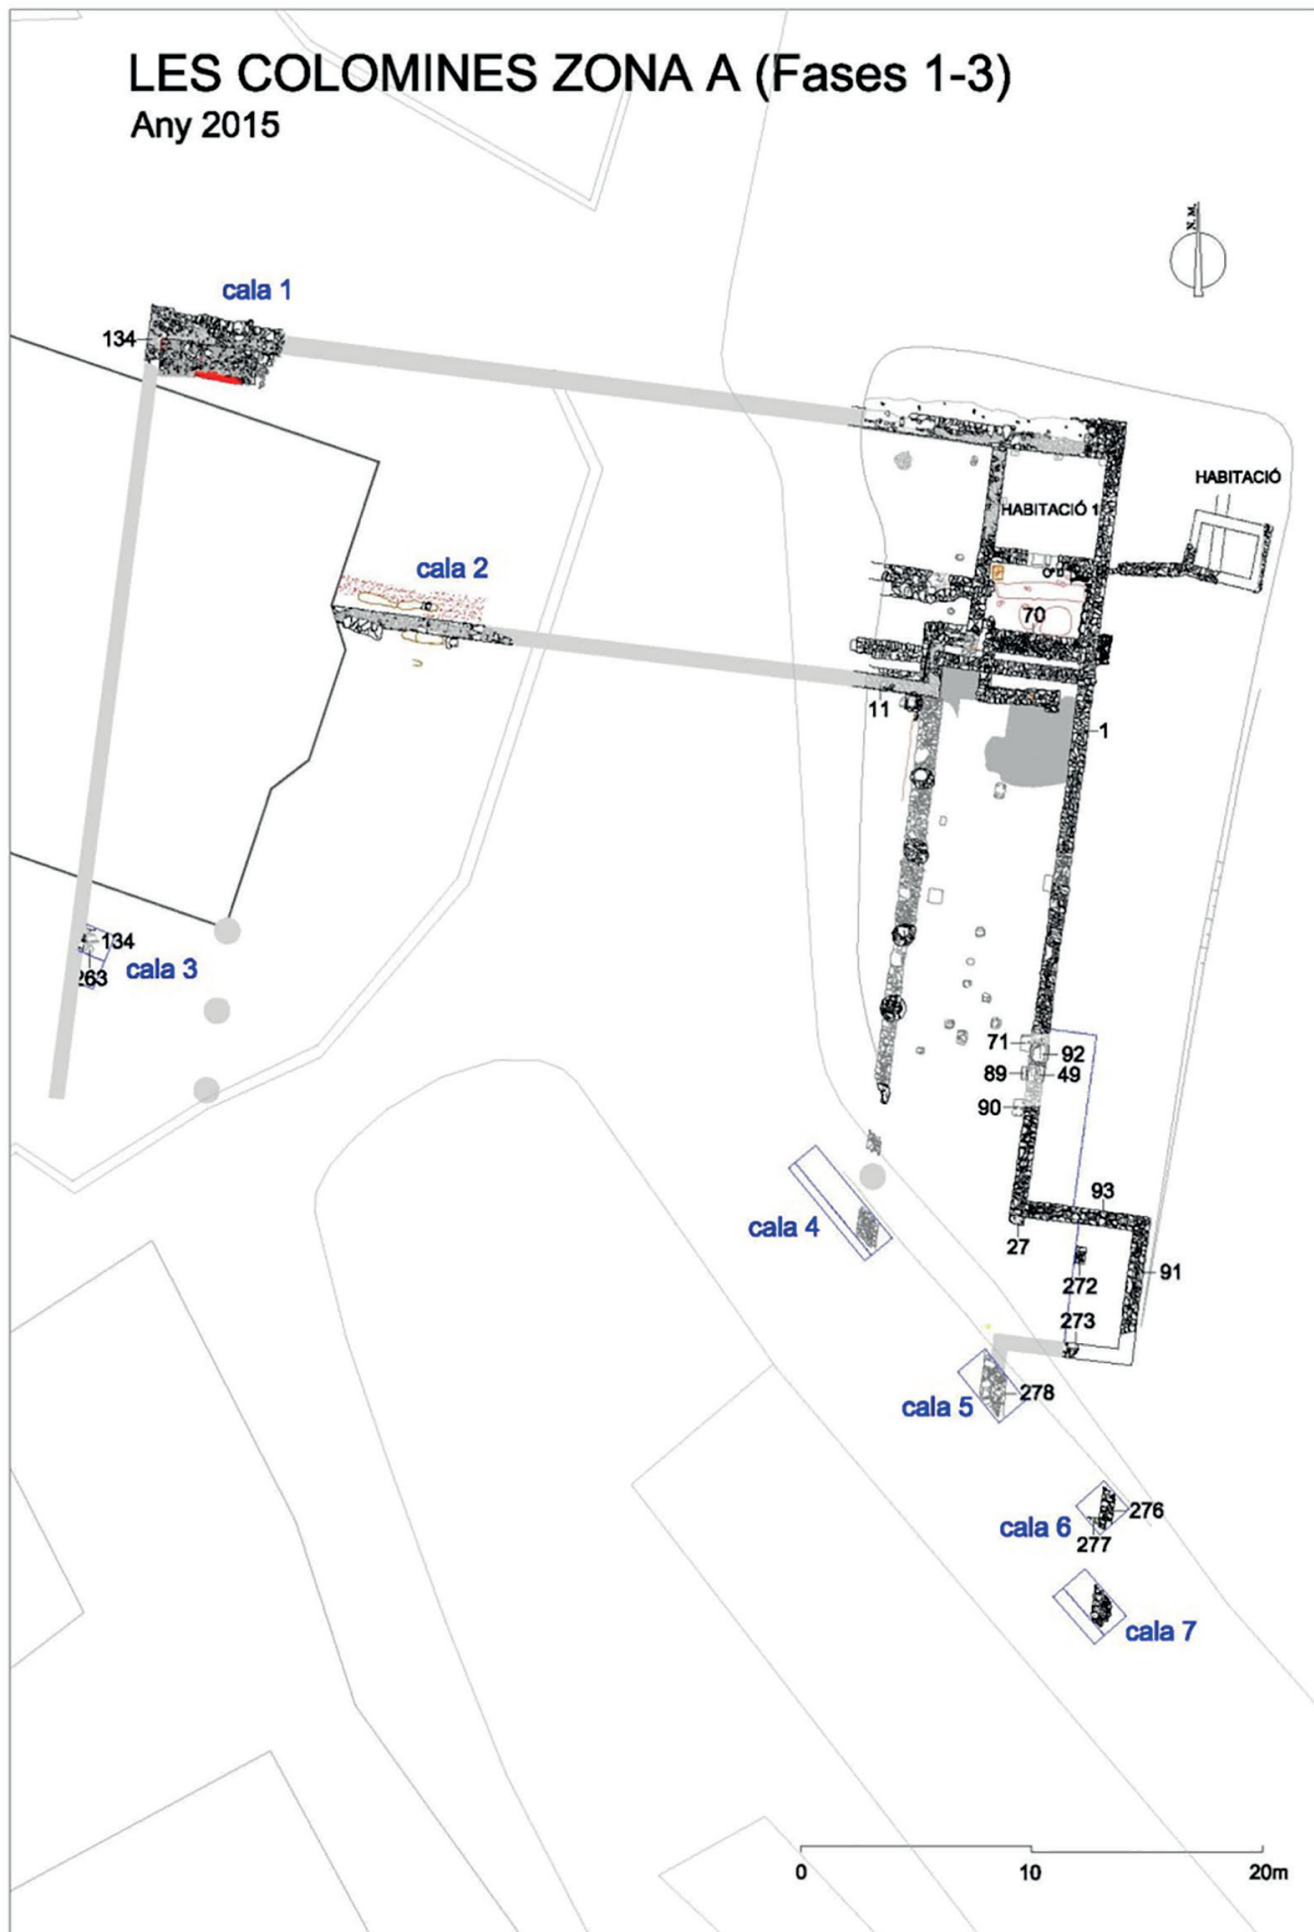 LES COLOMINES ZONA A (Fases 1-3)
Any 2015
N. M.
cala 1
134
HABITACIÓ
HABITACIÓ 1
cala 2
70
11
1
134
263
cala 3
71
92
89
49
90
93
cala 4
27
91
272
273
278
cala 5
276
cala 6
277
cala 7
0
10
20m